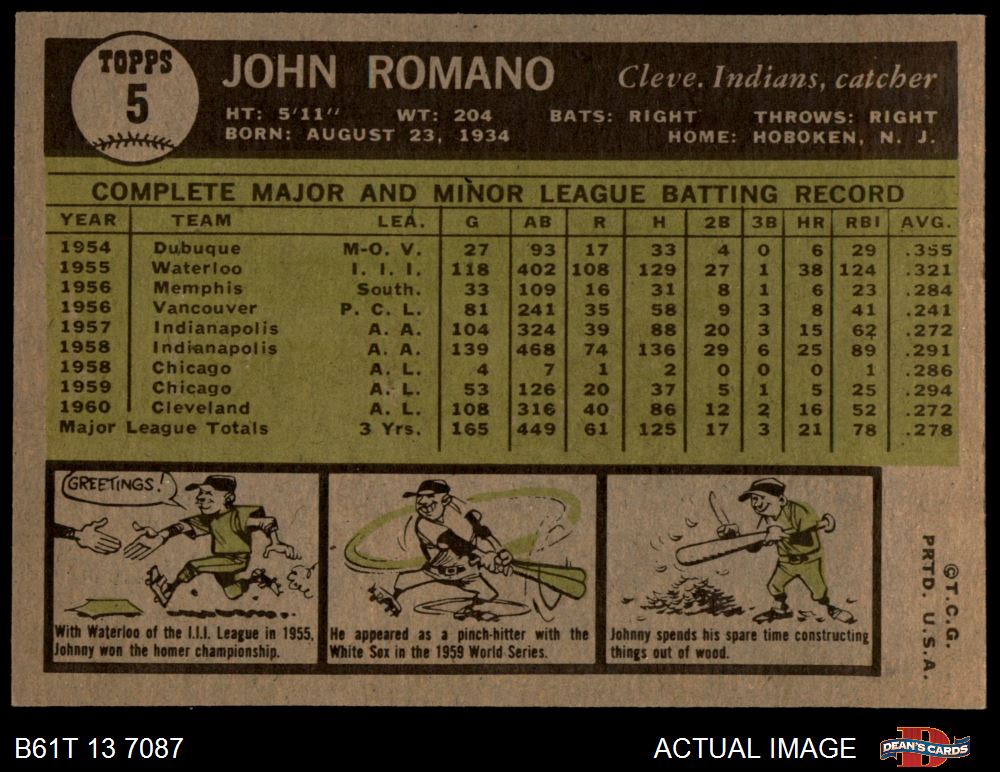 TOPPS
5
JOHN ROMANO
Cleve. Indians, catcher
HT: 5'11" WT: 204 BATS: RIGHT THROWS: RIGHT
BORN: AUGUST 23, 1934 HOME: HOBOKEN, N. J.
COMPLETE MAJOR AND MINOR LEAGUE BATTING RECORD
YEAR TEAM LEA. G AB R H 2B 3B HR RBI AVG.
1954 Dubuque M-O. V. 27 93 17 33 4 0 6 29 .355
1955 Waterloo I. I. I. 118 402 108 129 27 1 38 124 .321
1956 Memphis South. 33 109 16 31 8 1 6 23 .284
1956 Vancouver P. C. L. 81 241 35 58 9 3 8 41 .241
1957 Indianapolis A. A. 104 324 39 88 20 3 15 62 .272
1958 Indianapolis A. A. 139 468 74 136 29 6 25 89 .291
1958 Chicago A. L. 4 7 1 2 0 0 0 1 .286
1959 Chicago A. L. 53 126 20 37 5 1 5 25 .294
1960 Cleveland A. L. 108 316 40 86 12 2 16 52 .272
Major League Totals 3 Yrs. 165 449 61 125 17 3 21 78 .278
GREETINGS!
With Waterloo of the I.I.I. League in 1955,
Johnny won the homer championship.
He appeared as a pinch-hitter with the
White Sox in the 1959 World Series.
Johnny spends his spare time constructing
things out of wood.
©T.C.G.
PRTD. U.S.A.
B61T 13 7087
ACTUAL IMAGE
D
DEAN'S CARDS